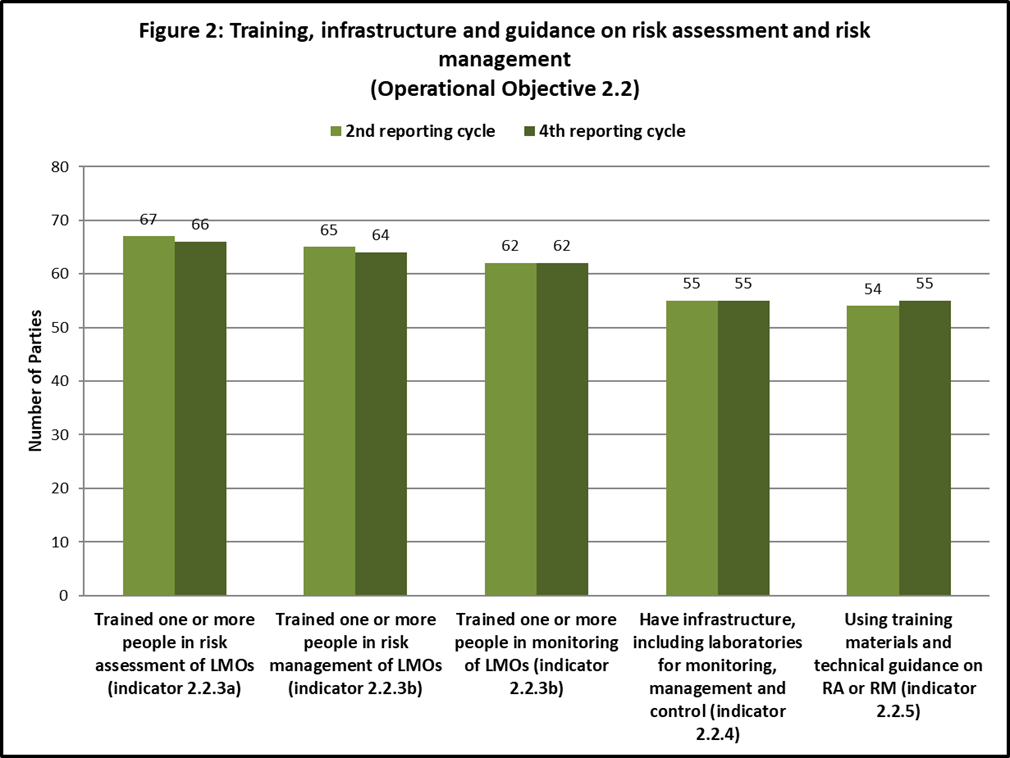 Figure 2: Training, infrastructure and guidance on risk assessment and risk
management
(Operational Objective 2.2)
2nd reporting cycle 4th reporting cycle
Number of Parties
80
70
60
50
40
30
20
10
0
67 66
65 64
62 62
55 55
54 55
Trained one or more
people in risk
assessment of LMOs
(indicator 2.2.3a)
Trained one or more
people in risk
management of LMOs
(indicator 2.2.3b)
Trained one or more
people in monitoring
of LMOs (indicator
2.2.3b)
Have infrastructure,
including laboratories
for monitoring,
management and
control (indicator
2.2.4)
Using training
materials and
technical guidance on
RA or RM (indicator
2.2.5)